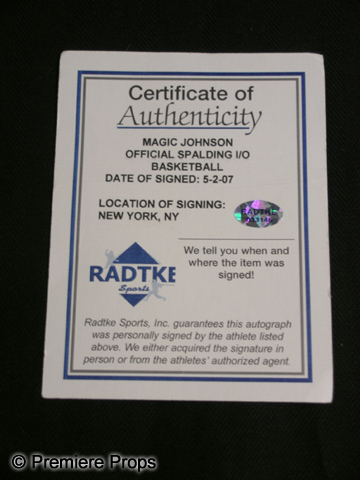 Certificate of
Authenticity
MAGIC JOHNSON
OFFICIAL SPALDING I/O
BASKETBALL
DATE OF SIGNED: 5-2-07
LOCATION OF SIGNING:
NEW YORK, NY
RADTKE
RADTKE
Sports
We tell you when and
where the item was
signed!
Radtke Sports, Inc. guarantees this autograph
was personally signed by the athlete listed
above. We either acquired the signature in
person or from the athletes' authorized agent.
© Premiere Props